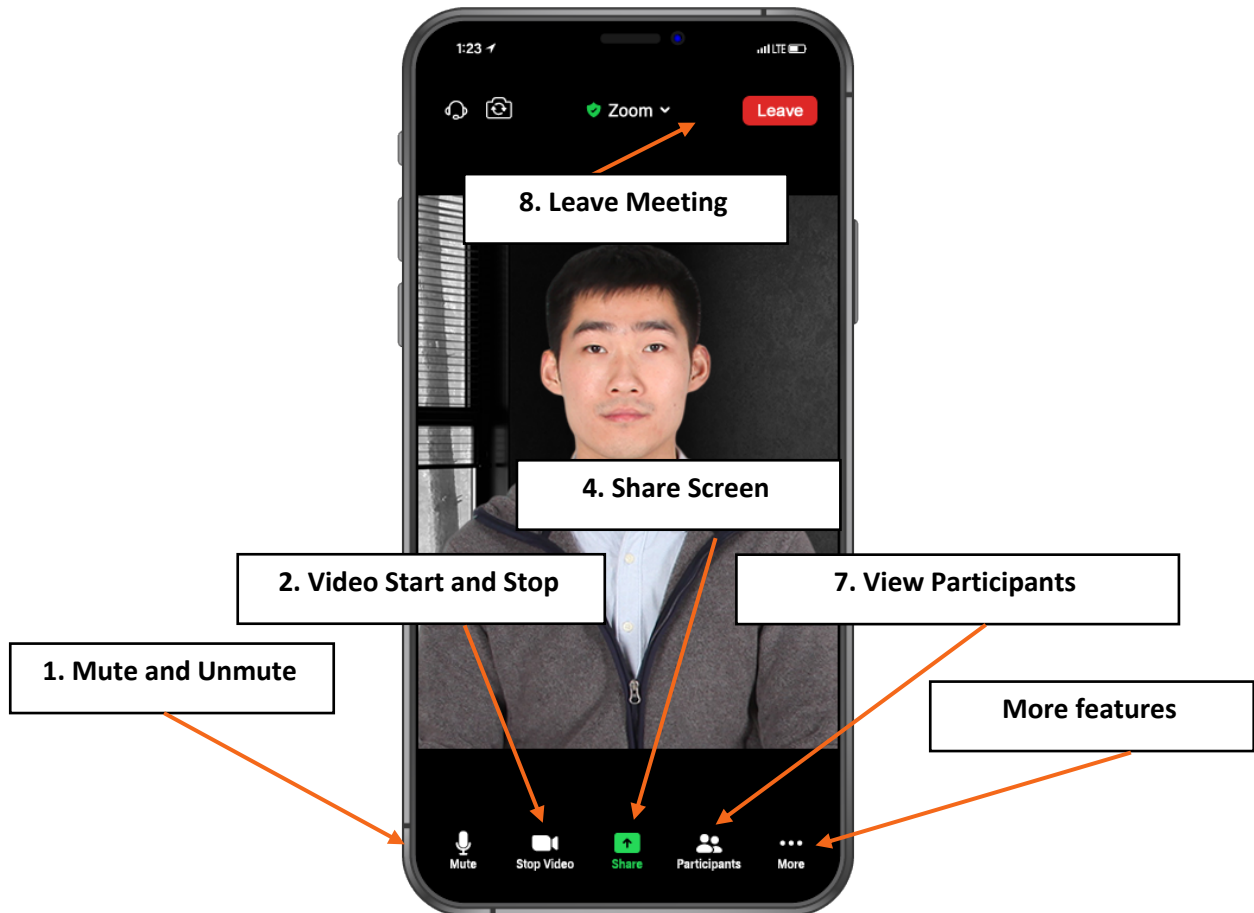 1:23
LTE
Zoom
Leave
8. Leave Meeting
4. Share Screen
2. Video Start and Stop
7. View Participants
1. Mute and Unmute
More features
Mute
Stop Video
Share
Participants
More